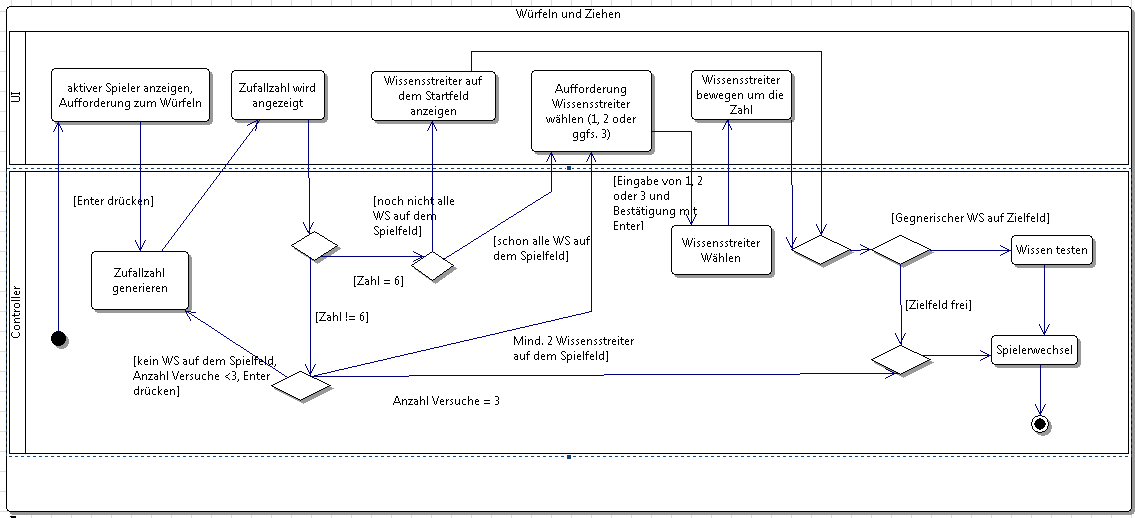 Würfeln und Ziehen
UI
aktiver Spieler anzeigen,
Aufforderung zum Würfeln
Zufallzahl wird
angezeigt
Wissensstreiter auf
dem Startfeld
anzeigen
Aufforderung
Wissensstreiter
wählen (1, 2 oder
ggfs. 3)
Wissensstreiter
bewegen um die
Zahl
Controller
[Enter drücken]
Zufallzahl
generieren
[noch nicht alle
WS auf dem
Spielfeld]
[Zahl = 6]
[schon alle WS auf
dem Spielfeld]
[Eingabe von 1, 2
oder 3 und
Bestätigung mit
Enter]
Wissensstreiter
Wählen
[Gegnerischer WS auf Zielfeld]
Wissen testen
[Zahl != 6]
[Zielfeld frei]
Mind. 2 Wissensstreiter
auf dem Spielfeld]
Spielerwechsel
[kein WS auf dem Spielfeld,
Anzahl Versuche <3, Enter
drücken]
Anzahl Versuche = 3